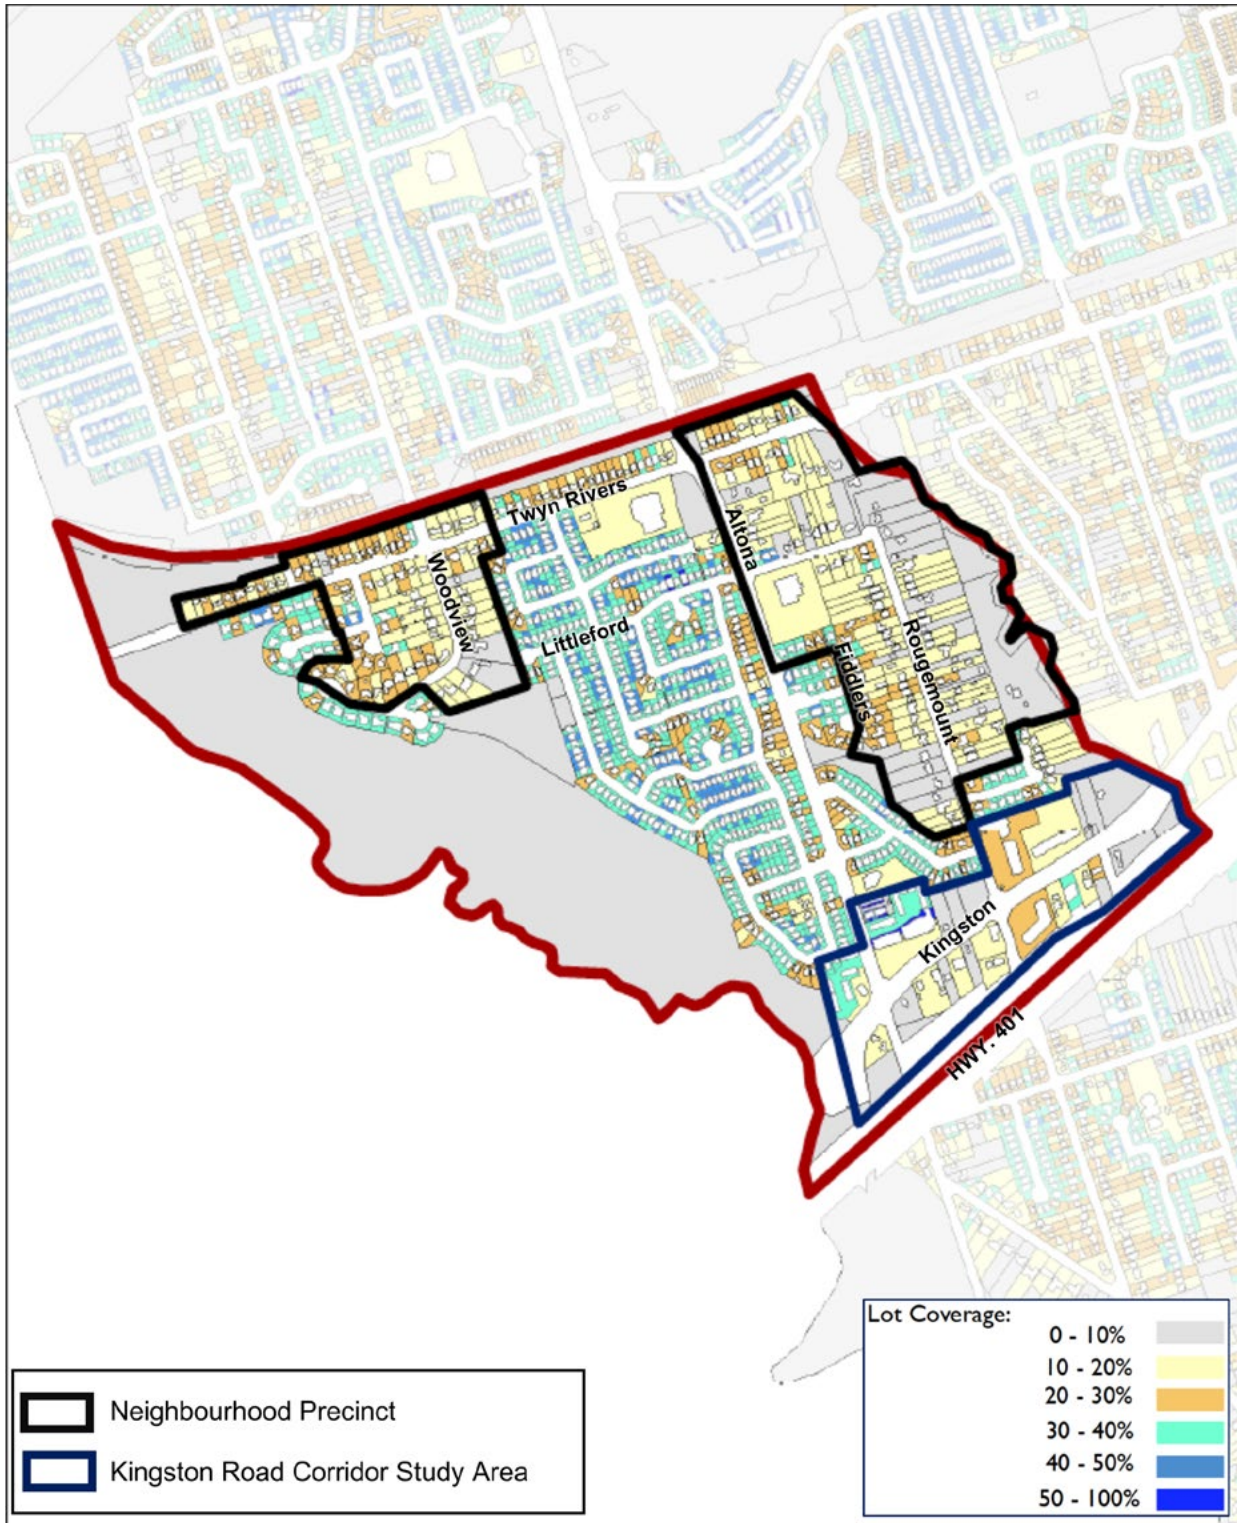 Twyn Rivers
Altona
Woodview
Littleford
Rougemount
Fiddlers
Kingston
HWY. 401
Lot Coverage:
0 - 10%
10 - 20%
20 - 30%
30 - 40%
40 - 50%
50 - 100%
Neighbourhood Precinct
Kingston Road Corridor Study Area